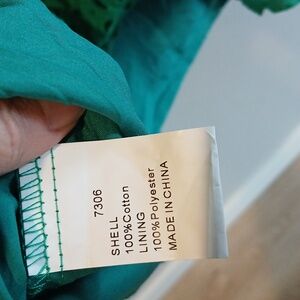 7306
SHELL
100%Cotton
LINING
100%Polyester
MADE IN CHINA